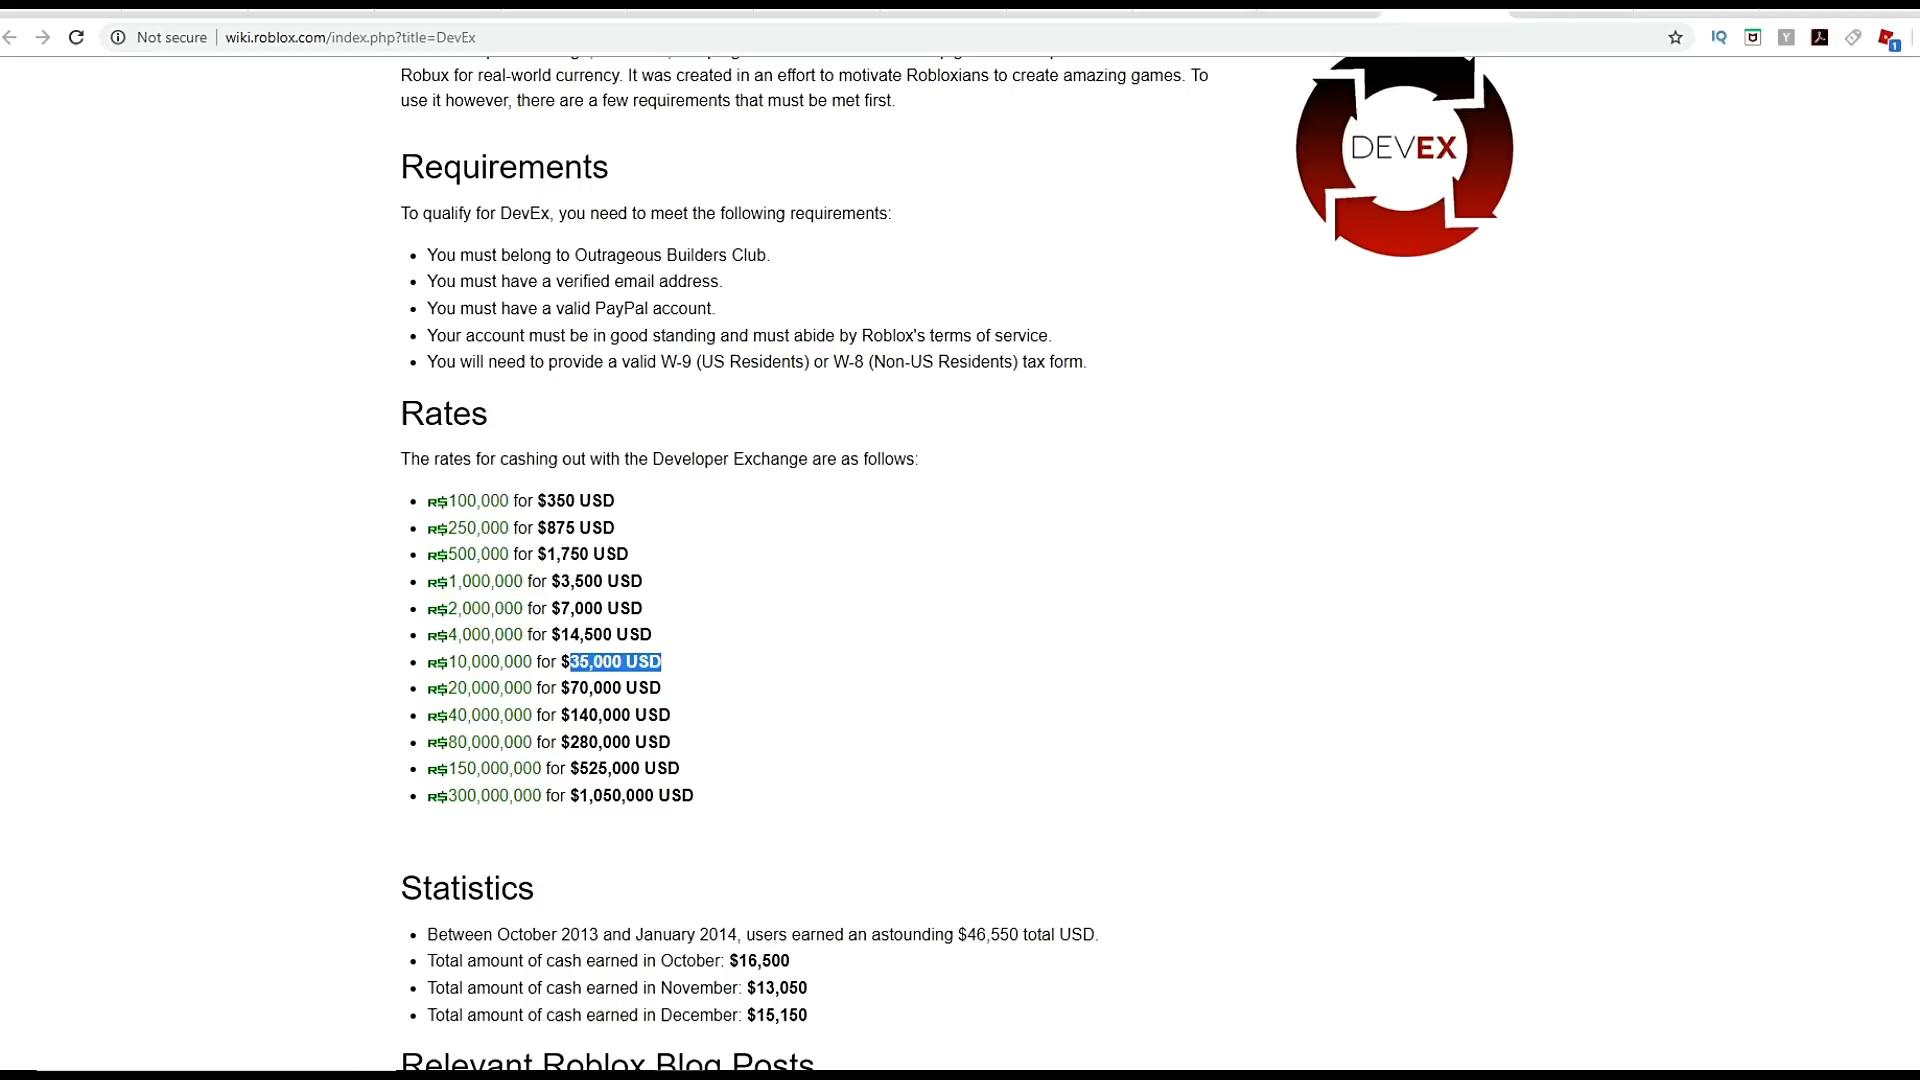 Not secure | wiki.roblox.com/index.php?title=DevEx
Robux for real-world currency. It was created in an effort to motivate Robloxians to create amazing games. To
use it however, there are a few requirements that must be met first.
DEVEX
Requirements
To qualify for DevEx, you need to meet the following requirements:
• You must belong to Outrageous Builders Club.
• You must have a verified email address.
• You must have a valid PayPal account.
• Your account must be in good standing and must abide by Roblox's terms of service.
• You will need to provide a valid W-9 (US Residents) or W-8 (Non-US Residents) tax form.
Rates
The rates for cashing out with the Developer Exchange are as follows:
• R$100,000 for $350 USD
• R$250,000 for $875 USD
• R$500,000 for $1,750 USD
• R$1,000,000 for $3,500 USD
• R$2,000,000 for $7,000 USD
• R$4,000,000 for $14,500 USD
• R$10,000,000 for $35,000 USD
• R$20,000,000 for $70,000 USD
• R$40,000,000 for $140,000 USD
• R$80,000,000 for $280,000 USD
• R$150,000,000 for $525,000 USD
• R$300,000,000 for $1,050,000 USD
Statistics
• Between October 2013 and January 2014, users earned an astounding $46,550 total USD.
• Total amount of cash earned in October: $16,500
• Total amount of cash earned in November: $13,050
• Total amount of cash earned in December: $15,150
Relevant Roblox Blog Posts